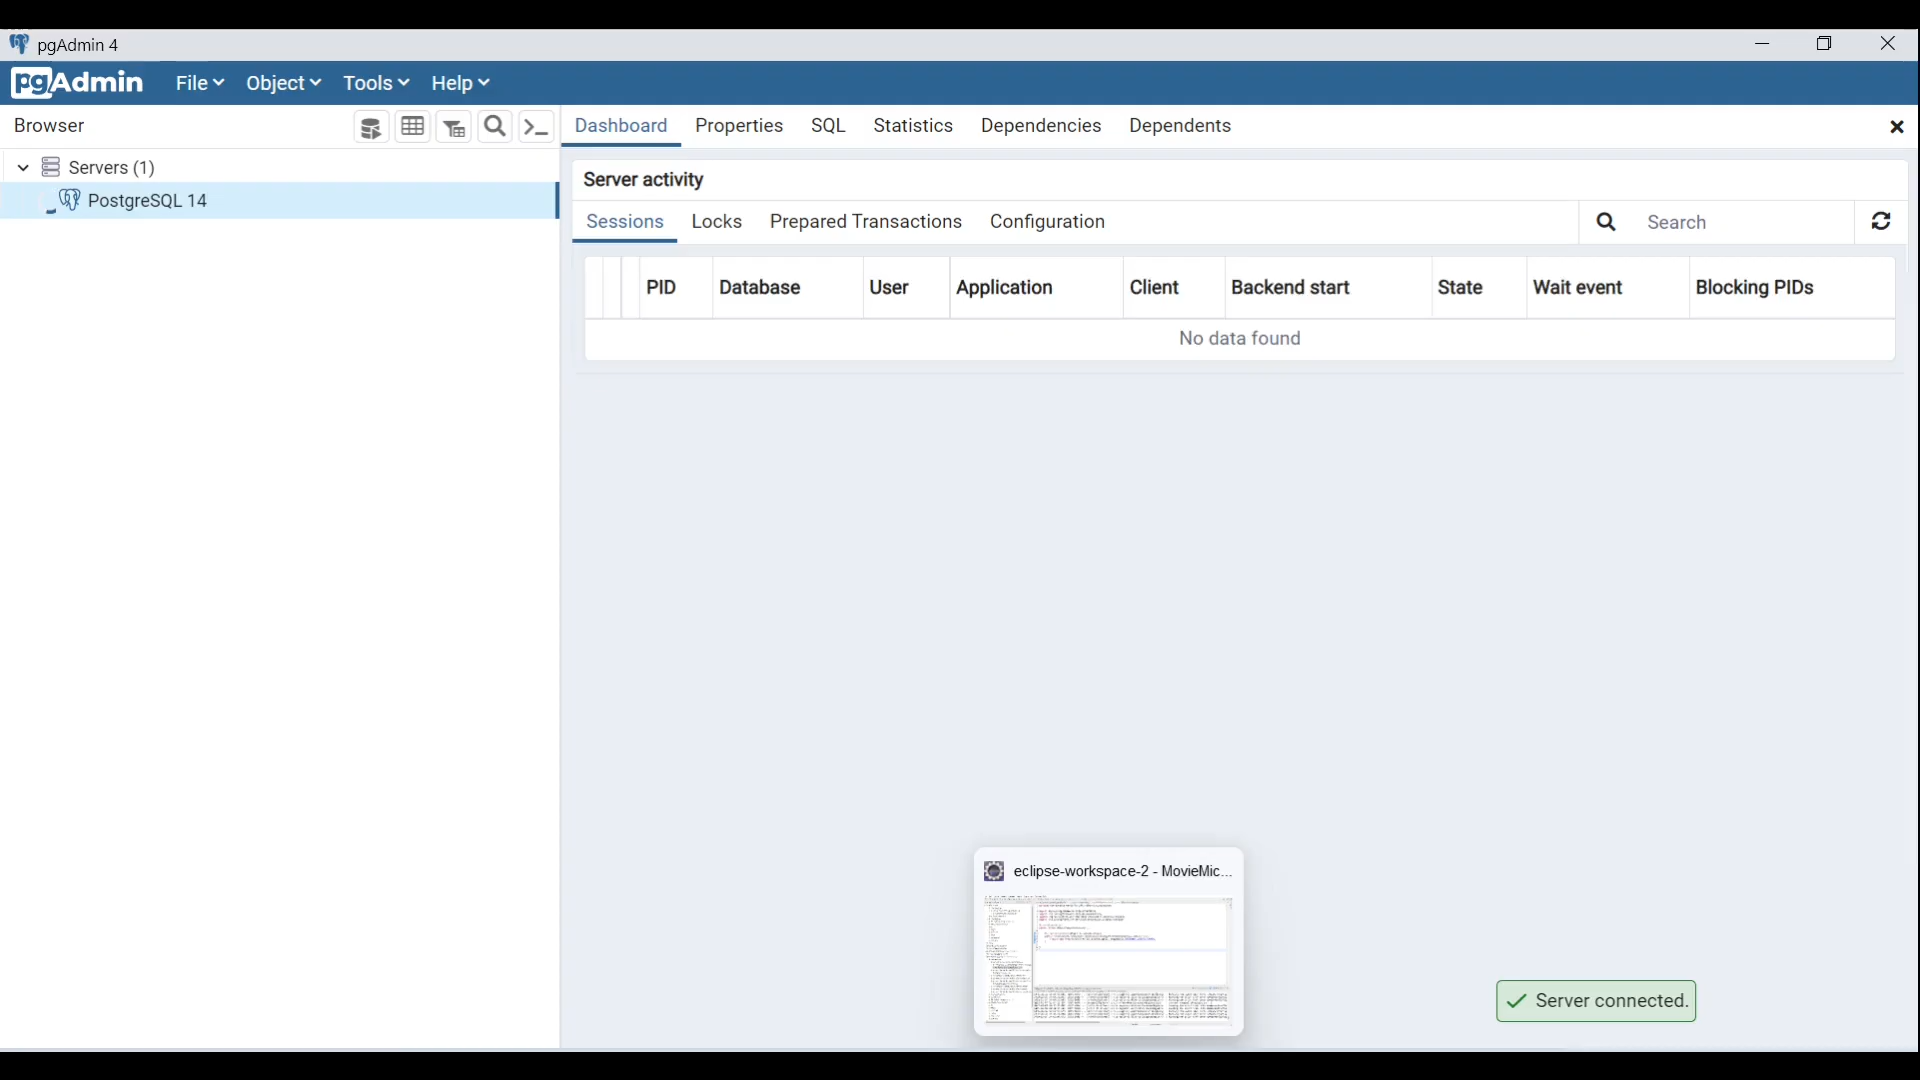 pgAdmin 4
pgAdmin File Object Tools Help
Browser
Dashboard Properties SQL Statistics Dependencies Dependents
Servers (1)
PostgreSQL 14
Server activity
Sessions Locks Prepared Transactions Configuration Search
PID Database User Application Client Backend start State Wait event Blocking PIDs
No data found
eclipse-workspace-2 - MovieMic...
Server connected.